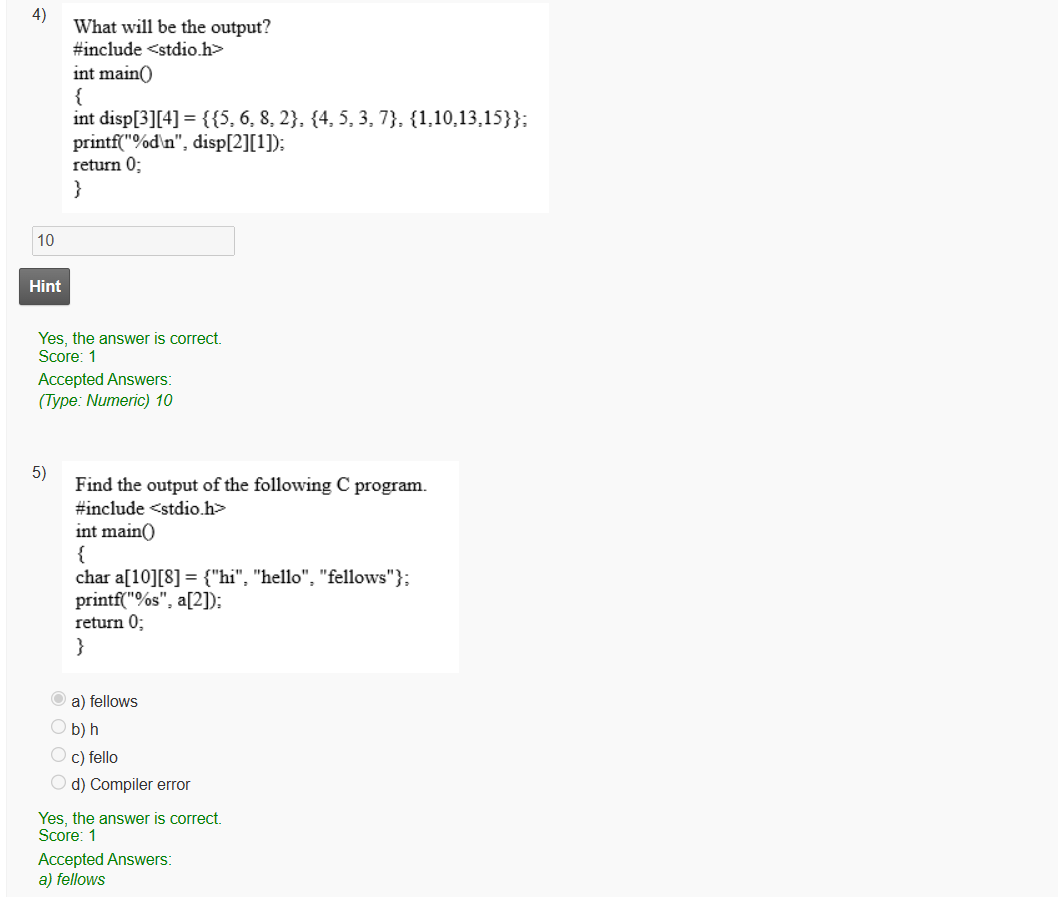 4)
What will be the output?
#include <stdio.h>
int main()
{
int disp[3][4] = {{5, 6, 8, 2}, {4, 5, 3, 7}, {1,10,13,15}};
printf("%d\n", disp[2][1]);
return 0;
}
10
Hint
Yes, the answer is correct.
Score: 1
Accepted Answers:
(Type: Numeric) 10
5)
Find the output of the following C program.
#include <stdio.h>
int main()
{
char a[10][8] = {"hi", "hello", "fellows"};
printf("%s", a[2]);
return 0;
}
a) fellows
b) h
c) fello
d) Compiler error
Yes, the answer is correct.
Score: 1
Accepted Answers:
a) fellows